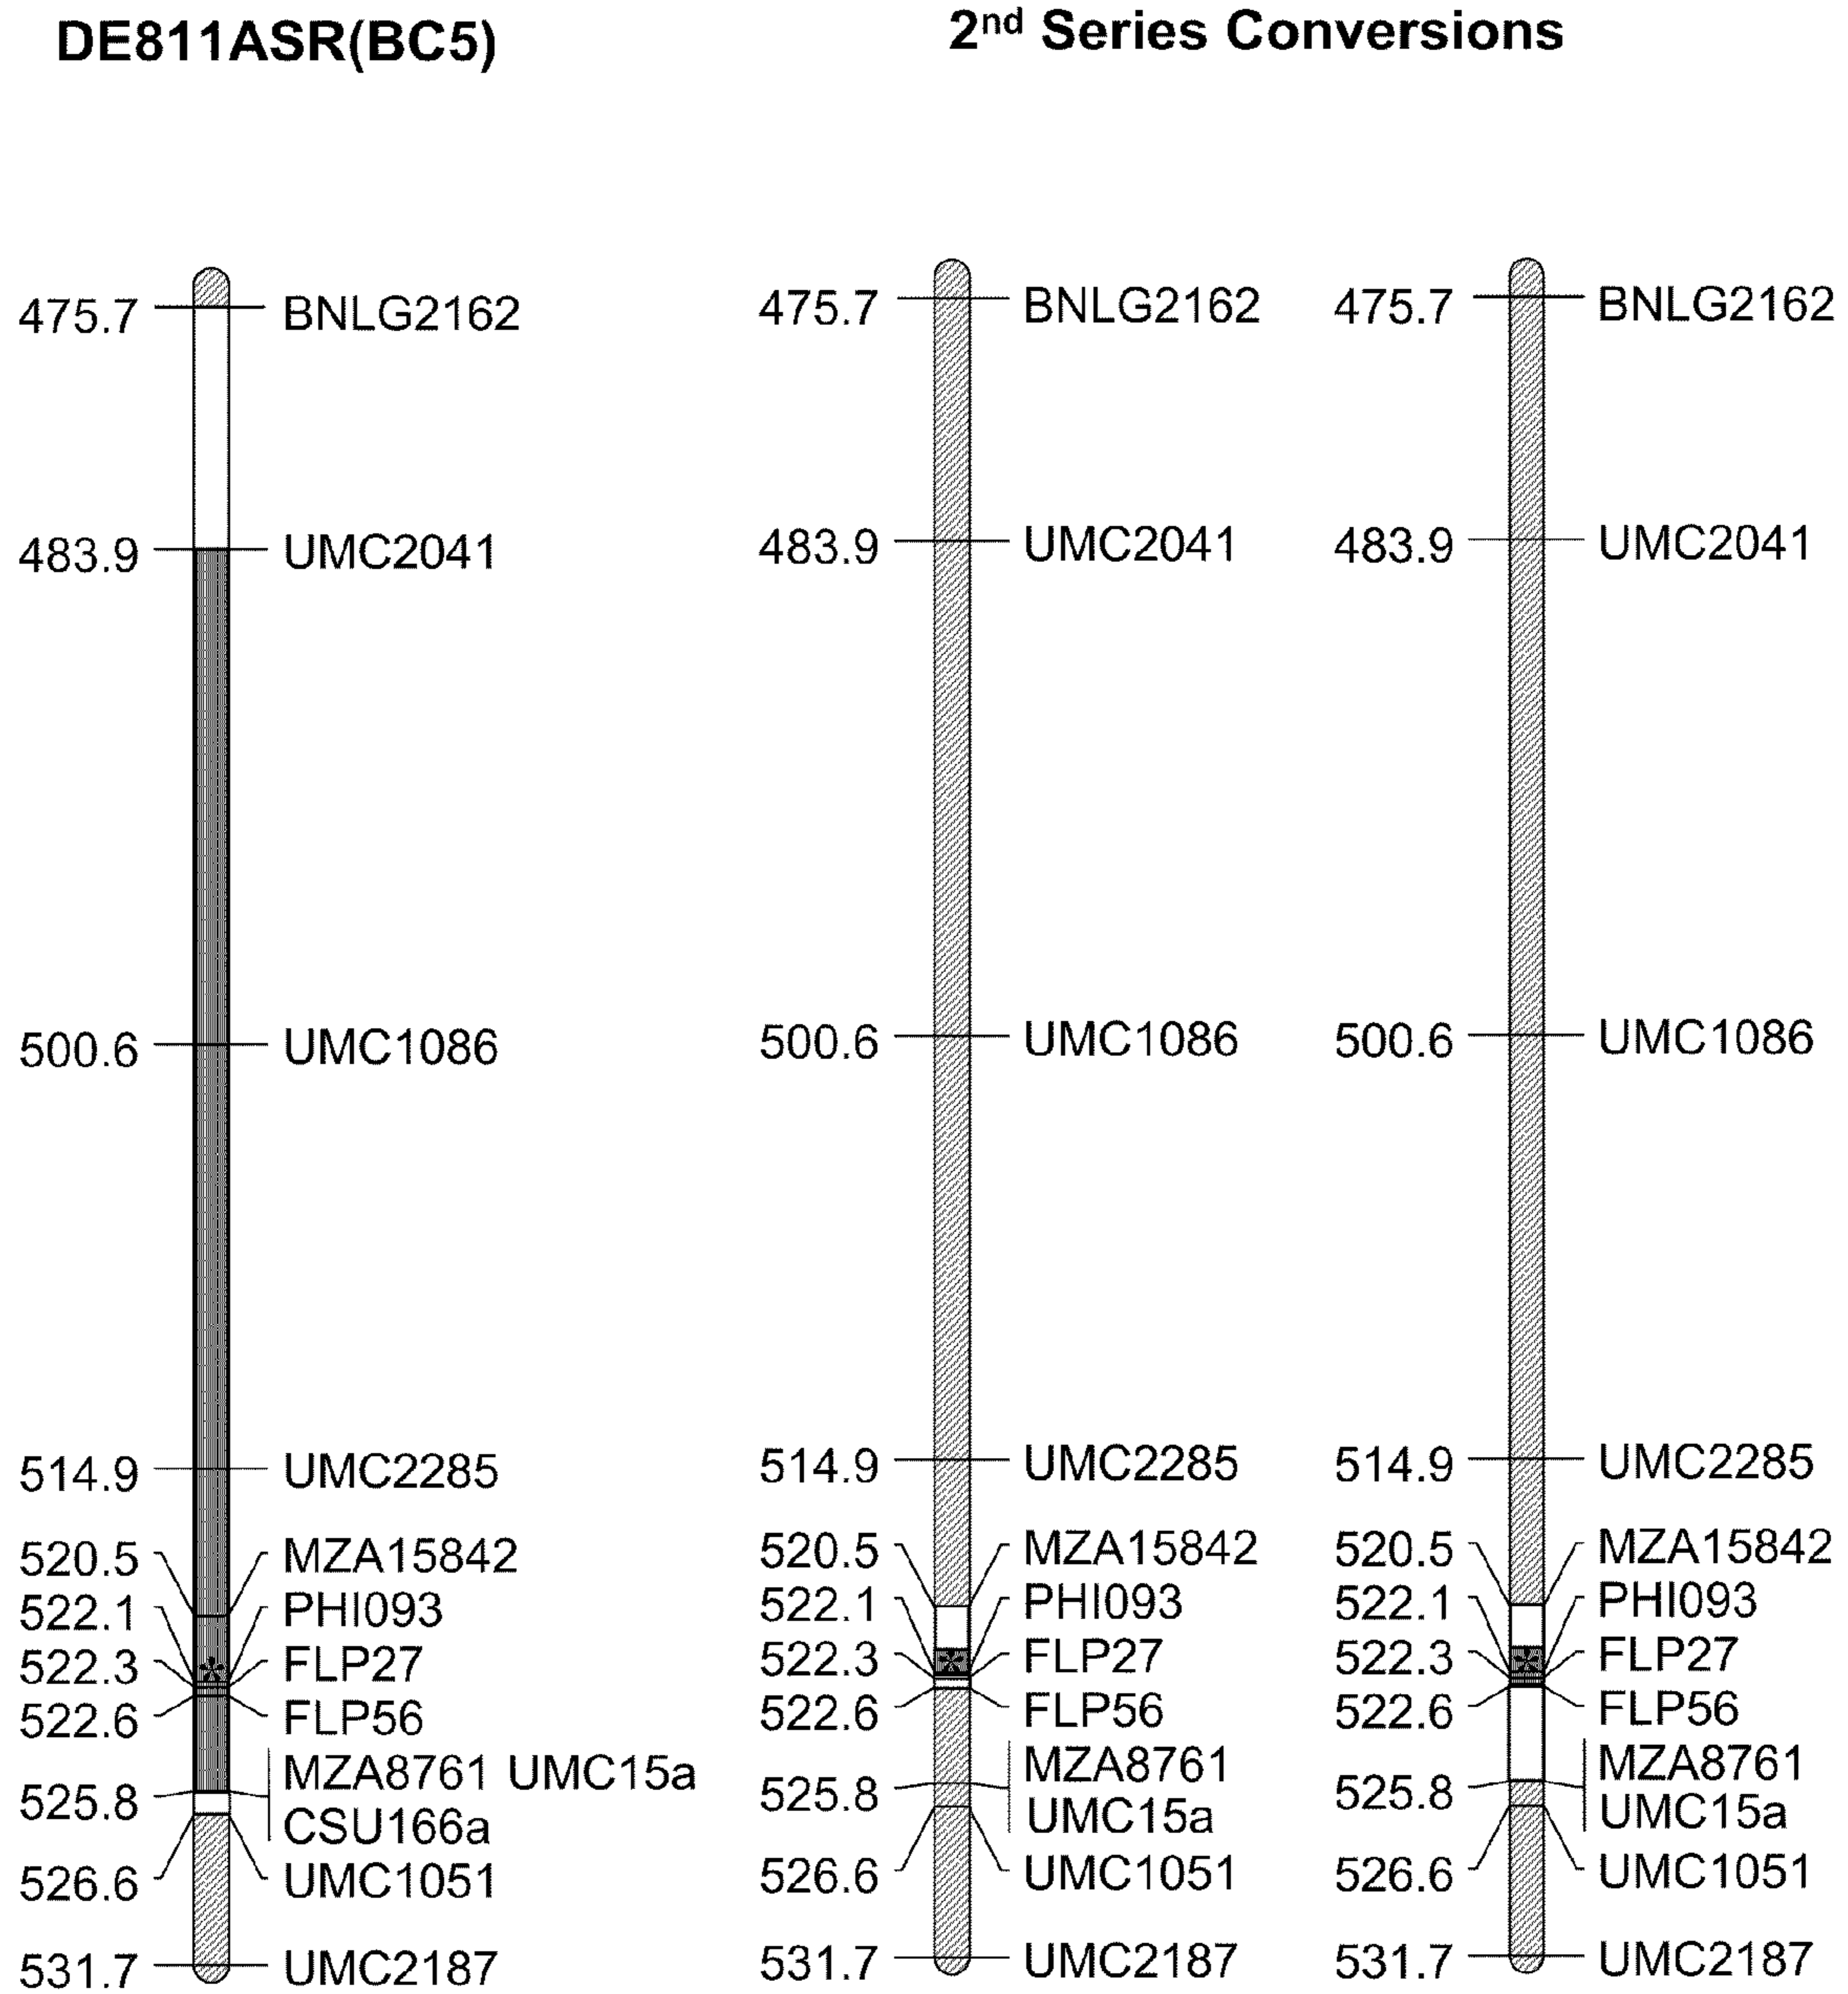 DE811ASR(BC5)
2nd Series Conversions
475.7 BNLG2162
483.9 UMC2041
500.6 UMC1086
514.9 UMC2285
520.5 MZA15842
522.1 PHI093
522.3 FLP27
522.6 FLP56
525.8 MZA8761 UMC15a
CSU166a
526.6 UMC1051
531.7 UMC2187
475.7 BNLG2162
483.9 UMC2041
500.6 UMC1086
514.9 UMC2285
520.5 MZA15842
522.1 PHI093
522.3 FLP27
522.6 FLP56
525.8 MZA8761
UMC15a
526.6 UMC1051
531.7 UMC2187
475.7 BNLG2162
483.9 UMC2041
500.6 UMC1086
514.9 UMC2285
520.5 MZA15842
522.1 PHI093
522.3 FLP27
522.6 FLP56
525.8 MZA8761
UMC15a
526.6 UMC1051
531.7 UMC2187